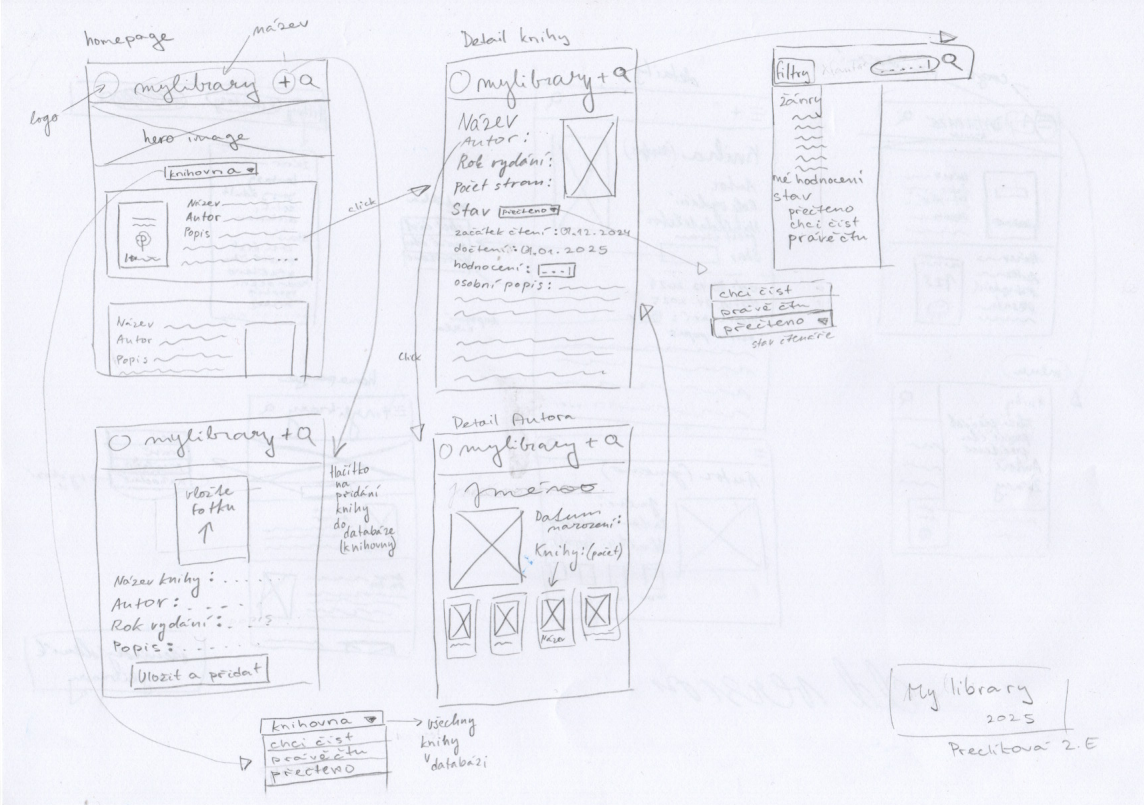 homepage
název
logo
mylibrary +
hero image
knihovna
Název
Autor
Popis
click
Název
Autor
Popis
mylibrary +
vložte
fotku
Název knihy : . . . . .
Autor : . - - -
Rok vydání : . . . .
Popis : . . . . .
Uložit a přidat
tlačítko
na
přidání
knihy
do
databáze
(knihovny)
knihovna
chci číst
právě čtu
přečteno
všechny
knihy
v databázi
Detail knihy
mylibrary +
Název
Autor :
Rok vydání :
Počet stran :
Stav přečteno
začátek čtení : 01.12.2024
dočtení : 01.01.2025
hodnocení :
osobní popis :
click
Detail Autora
mylibrary +
Jméno
Datum
narození :
Knihy : (počet)
Název
filtry
žánry
mé hodnocení
stav
přečteno
chci číst
právě čtu
chci číst
právě čtu
přečteno
stav čtenáře
My library
2025
Preclíková 2.E